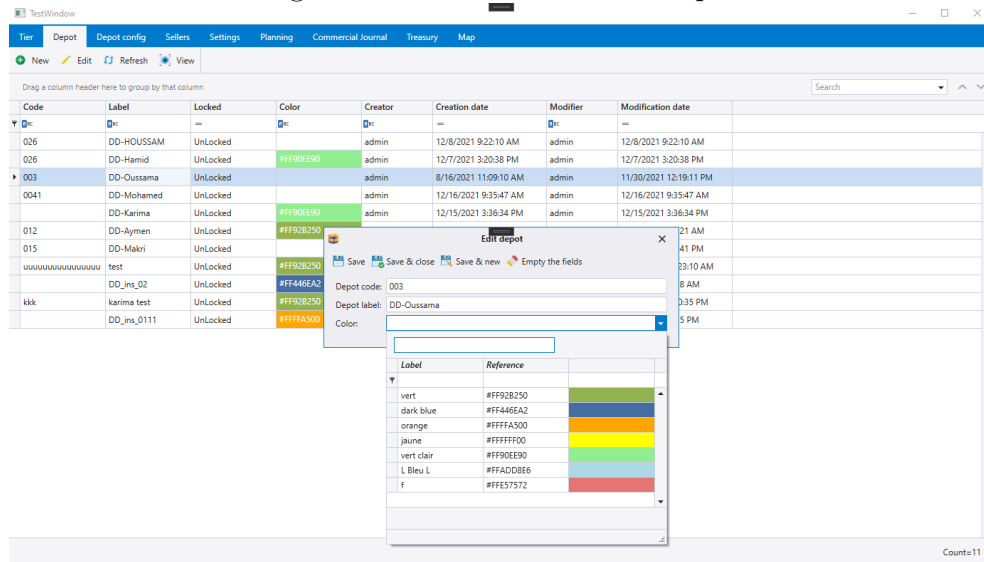 TestWindow
Tier Depot Depot config Sellers Settings Planning Commercial Journal Treasury Map
New Edit Refresh View
Drag a column header here to group by that column Search
Code Label Locked Color Creator Creation date Modifier Modification date
026 DD-HOUSSAM UnLocked admin 12/8/2021 9:22:10 AM admin 12/8/2021 9:22:10 AM
026 DD-Hamid UnLocked #FF90EE90 admin 12/7/2021 3:20:38 PM admin 12/7/2021 3:20:38 PM
003 DD-Oussama UnLocked admin 8/16/2021 11:09:10 AM admin 11/30/2021 12:19:11 PM
0041 DD-Mohamed UnLocked admin 12/16/2021 9:35:47 AM admin 12/16/2021 9:35:47 AM
DD-Karima UnLocked #FF90EE90 admin 12/15/2021 3:36:34 PM admin 12/15/2021 3:36:34 PM
012 DD-Aymen UnLocked #FF92B250 21 AM
015 DD-Makri UnLocked 41 PM
uuuuuuuuuuuuuuuu test UnLocked #FF92B250 23:10 AM
DD_ins_02 UnLocked #FF446EA2 8 AM
kkk karima test UnLocked #FF92B250 0:35 PM
DD_ins_0111 UnLocked #FFFFA500 5 PM
Edit depot
Save Save & close Save & new Empty the fields
Depot code: 003
Depot label: DD-Oussama
Color:
Label Reference
vert #FF92B250
dark blue #FF446EA2
orange #FFFFA500
jaune #FFFFFF00
vert clair #FF90EE90
L Bleu L #FFADD8E6
f #FFE57572
Count=11